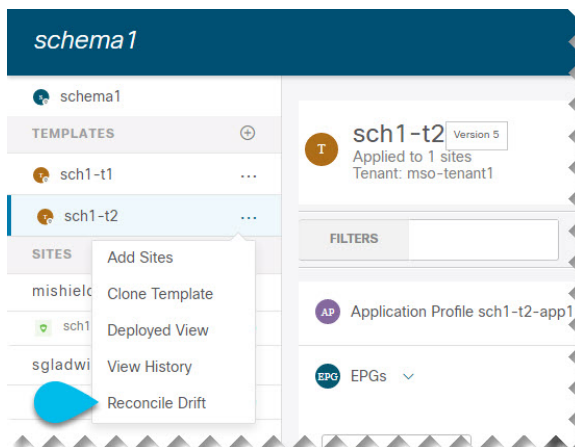 schema1
schema1
TEMPLATES
sch1-t1
...
sch1-t2
...
SITES
mishield
sch1
sgladwi
Add Sites
Clone Template
Deployed View
View History
Reconcile Drift
T
sch1-t2 Version 5
Applied to 1 sites
Tenant: mso-tenant1
FILTERS
AP Application Profile sch1-t2-app1
EPG EPGs